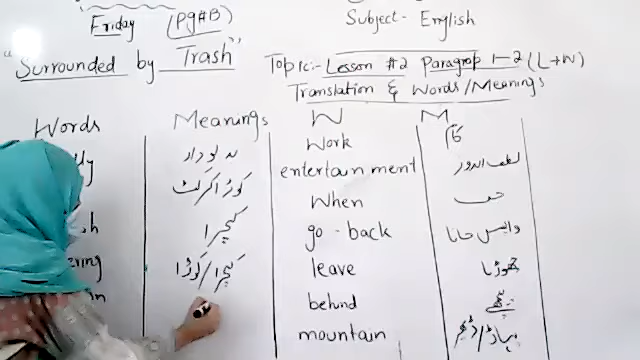 Friday (Pg#B) Subject- English
"Surrounded by Trash" Topic:- Lesson #2 Paragrap 1-2 (L→W)
Translation & Words/Meanings
Words Meanings W M
بدبودار Work کام
کوڑا کرکٹ entertainment لطف اندوز
When جب
کچرا go-back واپس جانا
کچرا/کوڑا leave چھوڑنا
behind پیچھے
mountain پہاڑ/ڈھیر